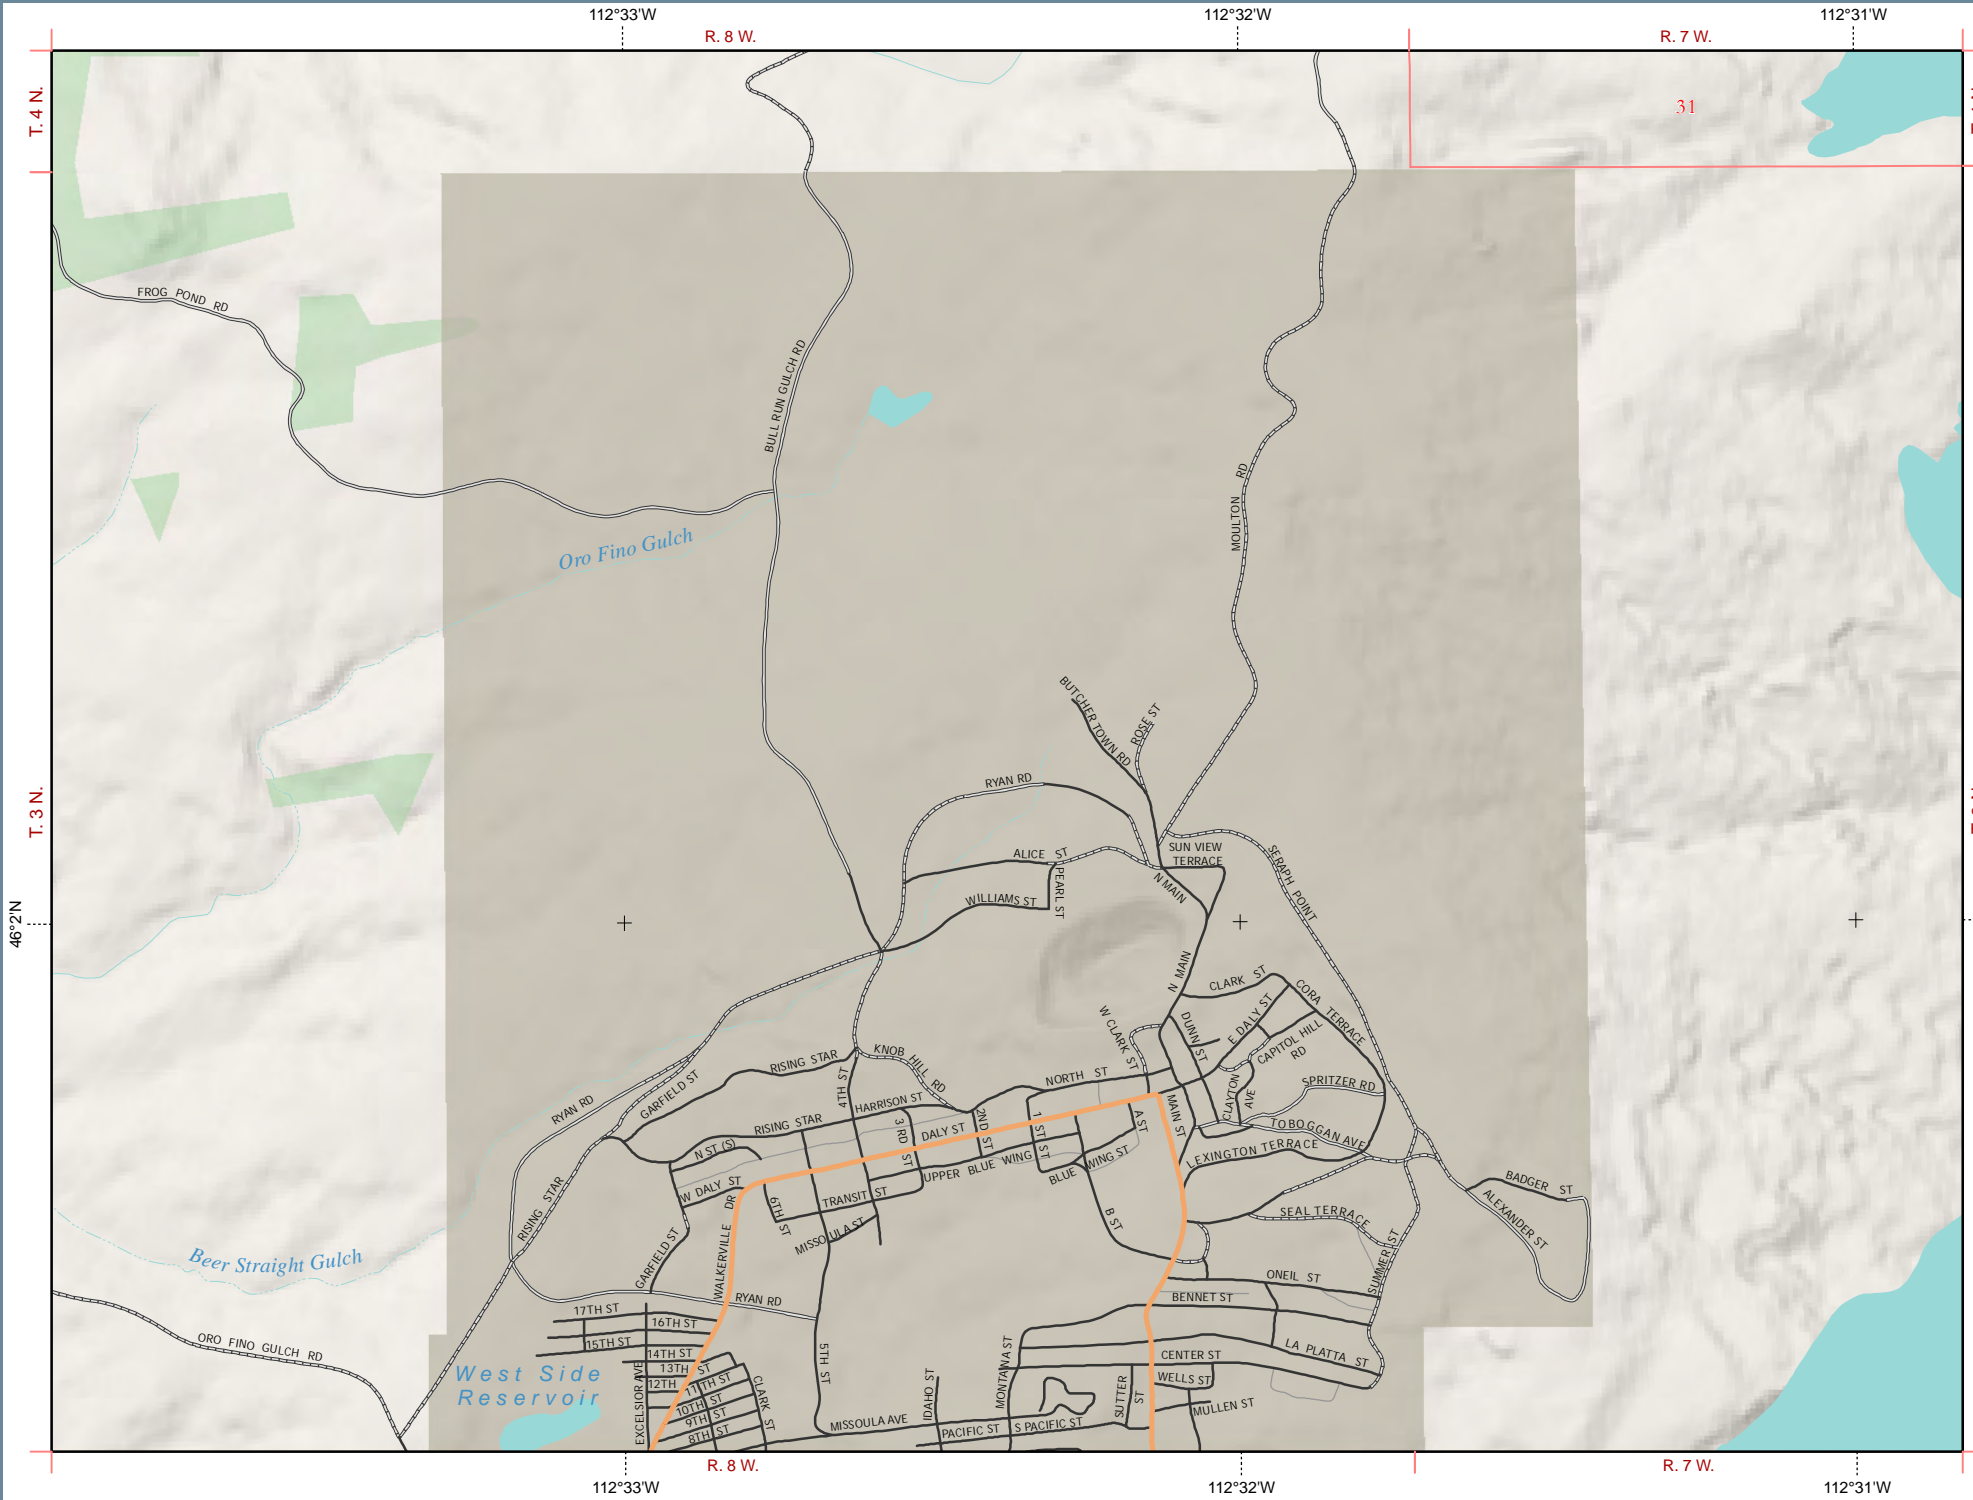 112°33'W
112°32'W
112°31'W
R. 8 W.
R. 7 W.
T. 4 N.
31
FROG POND RD
BULL RUN GULCH RD
MOULTON RD
Oro Fino Gulch
BUTCHER TOWN RD
ROSE ST
RYAN RD
T. 3 N.
SUN VIEW
TERRACE
ALICE ST
SERAPH POINT
PEARL ST
N MAIN
WILLIAMS ST
46°2'N
N MAIN
CLARK ST
CORA TERRACE
W CLARK ST
DUNN ST
E DALY ST
CAPITOL HILL
RD
KNOB HILL RD
RISING STAR
NORTH ST
GARFIELD ST
4TH ST
CLAYTON
AVE
SPRITZER RD
RYAN RD
HARRISON ST
2ND ST
1 ST ST
A ST
MAIN ST
RISING STAR
3 RD ST
DALY ST
TOBOGGAN AVE
N ST (S)
LEXINGTON TERRACE
UPPER BLUE WING
BLUE WING ST
W DALY ST
TRANSIT ST
BADGER ST
ALEXANDER ST
RISING STAR
WALKERVILLE DR
6TH ST
MISSOULA ST
B ST
SEAL TERRACE
GARFIELD ST
SUMMER ST
Beer Straight Gulch
ONEIL ST
RYAN RD
BENNET ST
17TH ST
16TH ST
15TH ST
ORO FINO GULCH RD
14TH ST
5TH ST
MONTANA ST
CENTER ST
LA PLATTA ST
West Side
Reservoir
13TH ST
12TH
11TH ST
CLARK ST
IDAHO ST
SUTTER ST
WELLS ST
EXCELSIOR AVE
10TH ST
9TH ST
8TH ST
MISSOULA AVE
PACIFIC ST
S PACIFIC ST
MULLEN ST
R. 8 W.
R. 7 W.
112°33'W
112°32'W
112°31'W